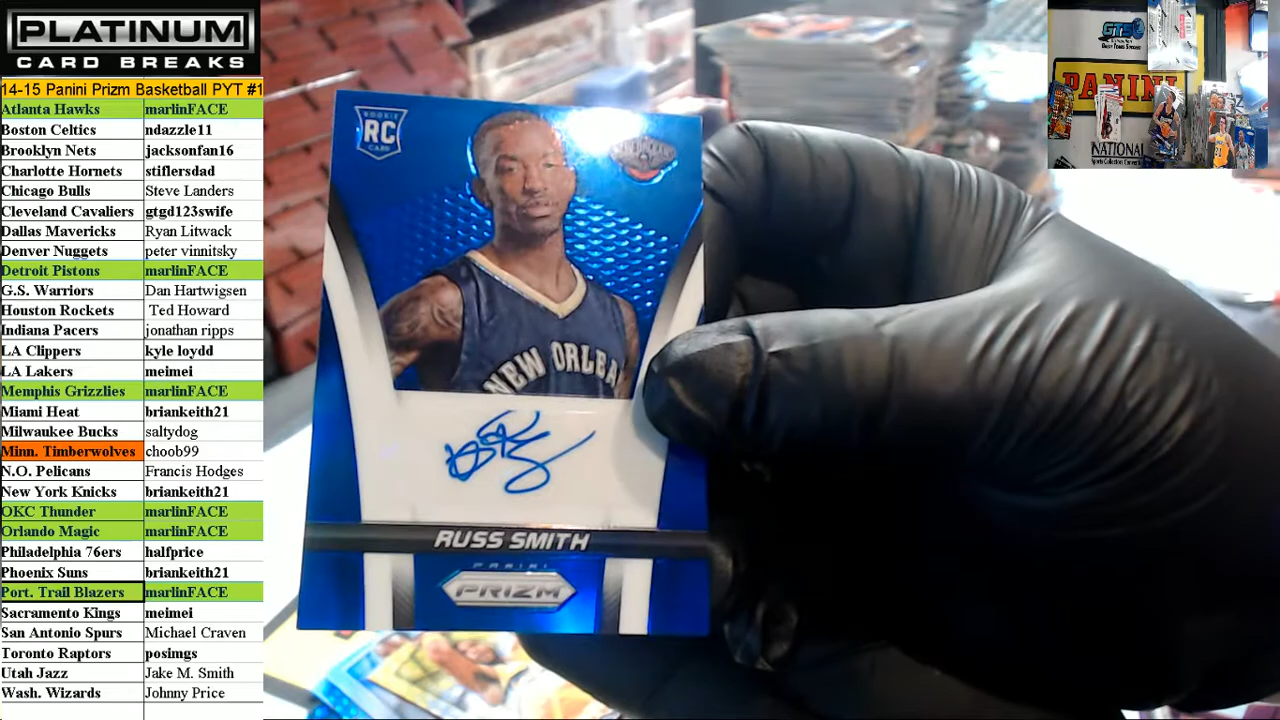 PLATINUM
CARD BREAKS
14-15 Panini Prizm Basketball PYT #1
Atlanta Hawks marlinFACE
Boston Celtics ndazzle11
Brooklyn Nets jacksonfan16
Charlotte Hornets stiflersdad
Chicago Bulls Steve Landers
Cleveland Cavaliers gtgd123swife
Dallas Mavericks Ryan Litwack
Denver Nuggets peter vinnitsky
Detroit Pistons marlinFACE
G.S. Warriors Dan Hartwigsen
Houston Rockets Ted Howard
Indiana Pacers jonathan ripps
LA Clippers kyle loydd
LA Lakers meimei
Memphis Grizzlies marlinFACE
Miami Heat briankeith21
Milwaukee Bucks saltydog
Minn. Timberwolves choob99
N.O. Pelicans Francis Hodges
New York Knicks briankeith21
OKC Thunder marlinFACE
Orlando Magic marlinFACE
Philadelphia 76ers halfprice
Phoenix Suns briankeith21
Port. Trail Blazers marlinFACE
Sacramento Kings meimei
San Antonio Spurs Michael Craven
Toronto Raptors posimgs
Utah Jazz Jake M. Smith
Wash. Wizards Johnny Price
ROOKIE
RC
CARD
NEW ORLEA
RUSS SMITH
PANINI
PRIZM
GTS
PANINI
NATIONAL